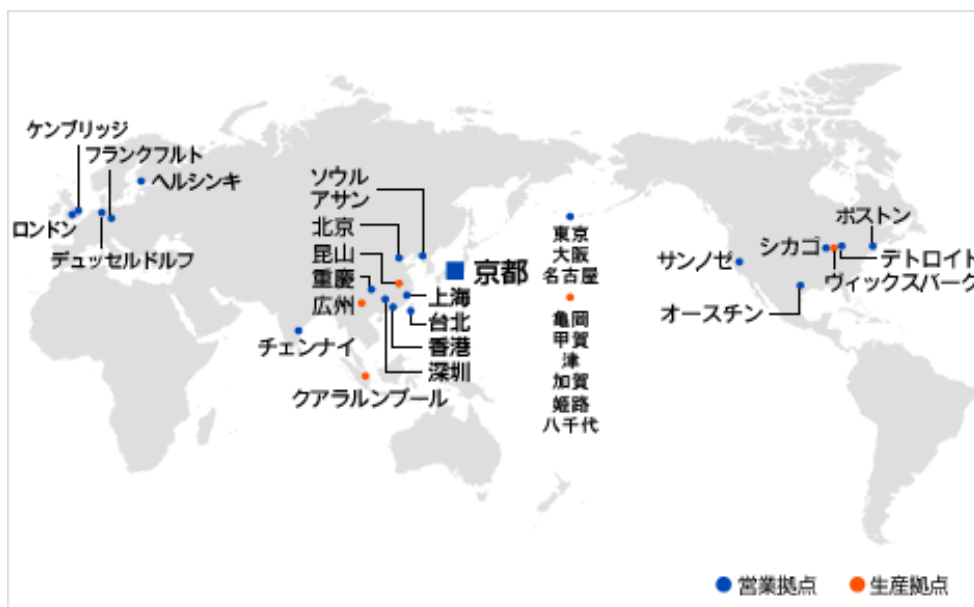 ケンブリッジ
フランクフルト
ヘルシンキ
ロンドン
デュッセルドルフ
ソウル
アサン
北京
昆山
重慶
広州
チェンナイ
クアラルンプール
京都
上海
台北
香港
深圳
東京
大阪
名古屋
亀岡
甲賀
津
加賀
姫路
八千代
サンノゼ
シカゴ
ボストン
デトロイト
ヴィックスバーグ
オースチン
営業拠点
生産拠点